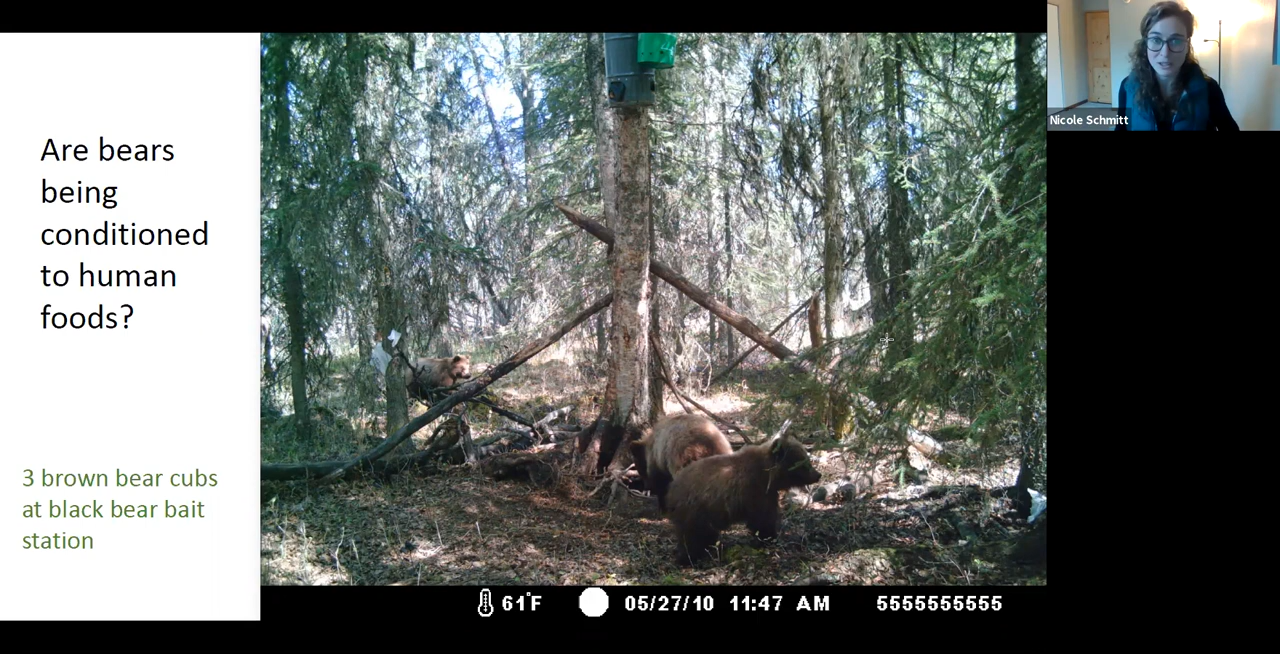 Are bears
being
conditioned
to human
foods?
3 brown bear cubs
at black bear bait
station
61°F 05/27/10 11:47 AM 5555555555
Nicole Schmitt